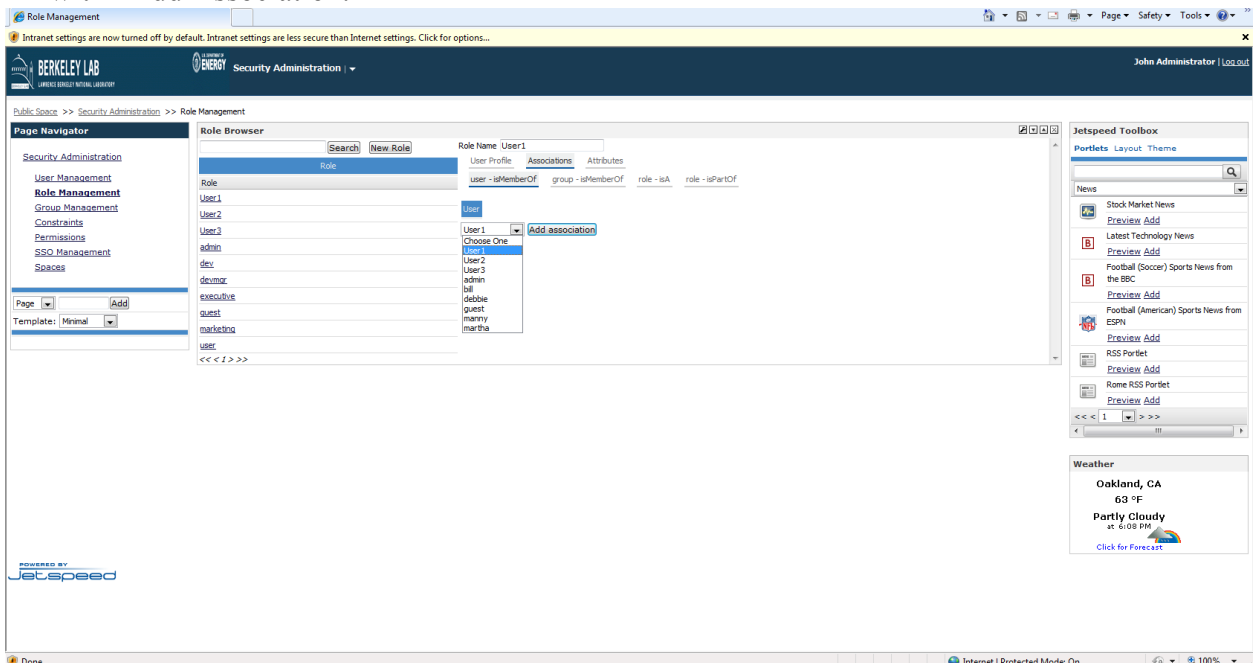 Role Management
Page Safety Tools
Intranet settings are now turned off by default. Intranet settings are less secure than Internet settings. Click for options...
BERKELEY LAB
LAWRENCE BERKELEY NATIONAL LABORATORY
ENERGY
Security Administration |
John Administrator | Log out
Public Space >> Security Administration >> Role Management
Page Navigator
Security Administration
User Management
Role Management
Group Management
Constraints
Permissions
SSO Management
Spaces
Page Add
Template: Minimal
Role Browser
Search New Role
Role
Role
User1
User2
User3
admin
dev
devmgr
executive
guest
marketing
user
<< < 1 > >>
Role Name User1
User Profile Associations Attributes
user - isMemberOf group - isMemberOf role - isA role - isPartOf
User
User1 Add association
Choose One
User1
User2
User3
admin
bill
debbie
guest
manny
martha
Jetspeed Toolbox
Portlets Layout Theme
News
Stock Market News
Preview Add
Latest Technology News
Preview Add
Football (Soccer) Sports News from
the BBC
Preview Add
Football (American) Sports News from
ESPN
Preview Add
RSS Portlet
Preview Add
Rome RSS Portlet
Preview Add
<< < 1 > >>
Weather
Oakland, CA
63 °F
Partly Cloudy
at 6:08 PM
Click for Forecast
POWERED BY
Jetspeed
Done
Internet | Protected Mode: On
100%